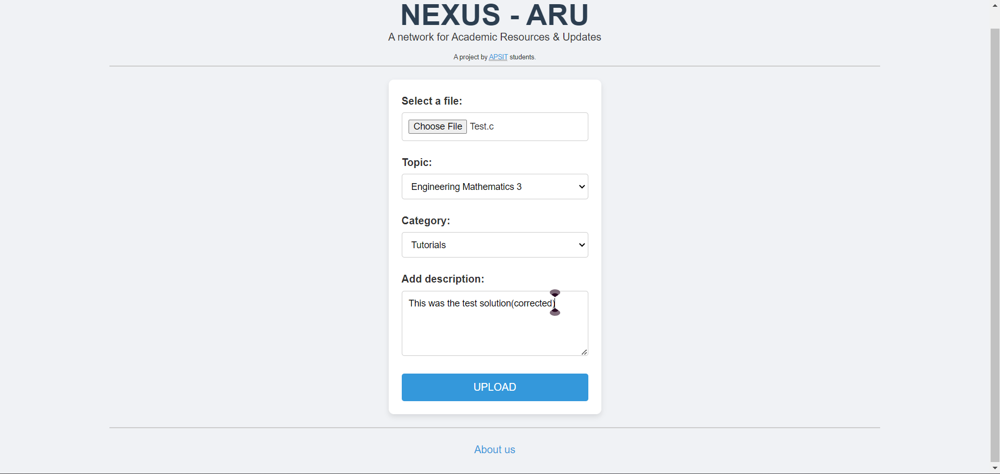 NEXUS - ARU
A network for Academic Resources & Updates
A project by APSIT students.
Select a file:
Choose File Test.c
Topic:
Engineering Mathematics 3
Category:
Tutorials
Add description:
This was the test solution(corrected)
UPLOAD
About us